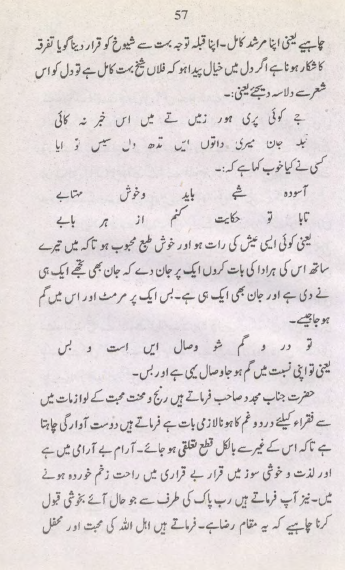 57
چاہیے یعنی اپنا مرشد کامل۔ اپنا قبلہ توجہ بہت سے شیوخ کو قرار دینا گویا تفرقہ
کا شکار ہونا ہے اگر دل میں خیال پیدا ہو کہ فلاں شیخ بہت کامل ہے تو دل کو اس
شعر سے دلاسہ دیجئے یعنی:۔
جے کوئی پری ہور زمیں تے میں اس خبر نہ کائی
جان میری
کسی نے کیا خوب کہا ہے کہ:۔
آسودہ شبے باید وخوش مہتابے
تابا تو حکایت کنم از ہر بابے
یعنی کوئی ایسی عیش کی رات ہو اور خوش طبع محبوب ہو تاکہ میں تیرے
ساتھ اس کی ہر ادا کی بات کروں ایک پر جان دے کہ جان بھی تجھے ایک ہی
نے دی ہے اور جان بھی ایک ہی ہے۔ بس ایک پر مرمٹ اور اس میں گم
ہو جا جیسے۔
تو در و گم شو وصال ایں است و بس
یعنی تو اپنی نسبت میں گم ہو جا وصال یہی ہے اور بس۔
حضرت جناب مجدد صاحب فرماتے ہیں رنج و محنت محبت کے لوازمات میں
سے فقراء کیلئے درد و غم کا ہونا لازمی بات ہے فرماتے ہیں دوست آوارگی چاہتا
ہے تاکہ اس کے غیر سے بالکل قطع تعلقی ہو جائے۔ آرام بے آرامی میں ہے
اور لذت و خوشی سوز میں قرار بے قراری میں راحت زخم خوردہ ہونے
میں۔ نیز آپ فرماتے ہیں رب پاک کی طرف سے جو حال آئے بخوشی قبول
کرنا چاہیے کہ یہ مقام رضا ہے۔ فرماتے ہیں اہل اللہ کی محبت اور محفل